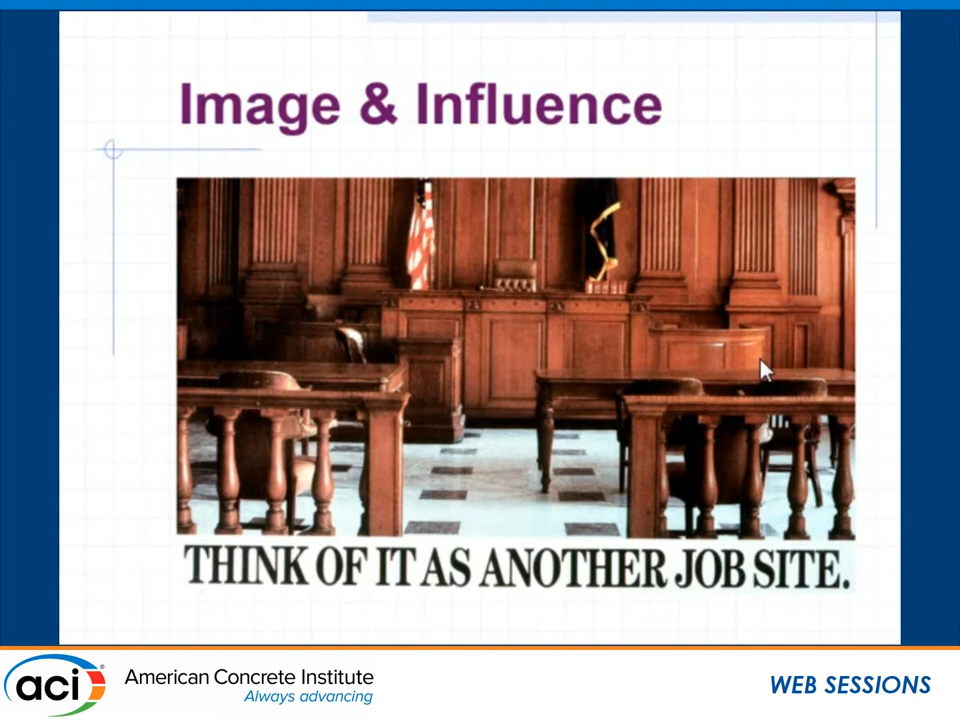 Image & Influence
THINK OF IT AS ANOTHER JOB SITE.
aci®
American Concrete Institute
Always advancing
WEB SESSIONS